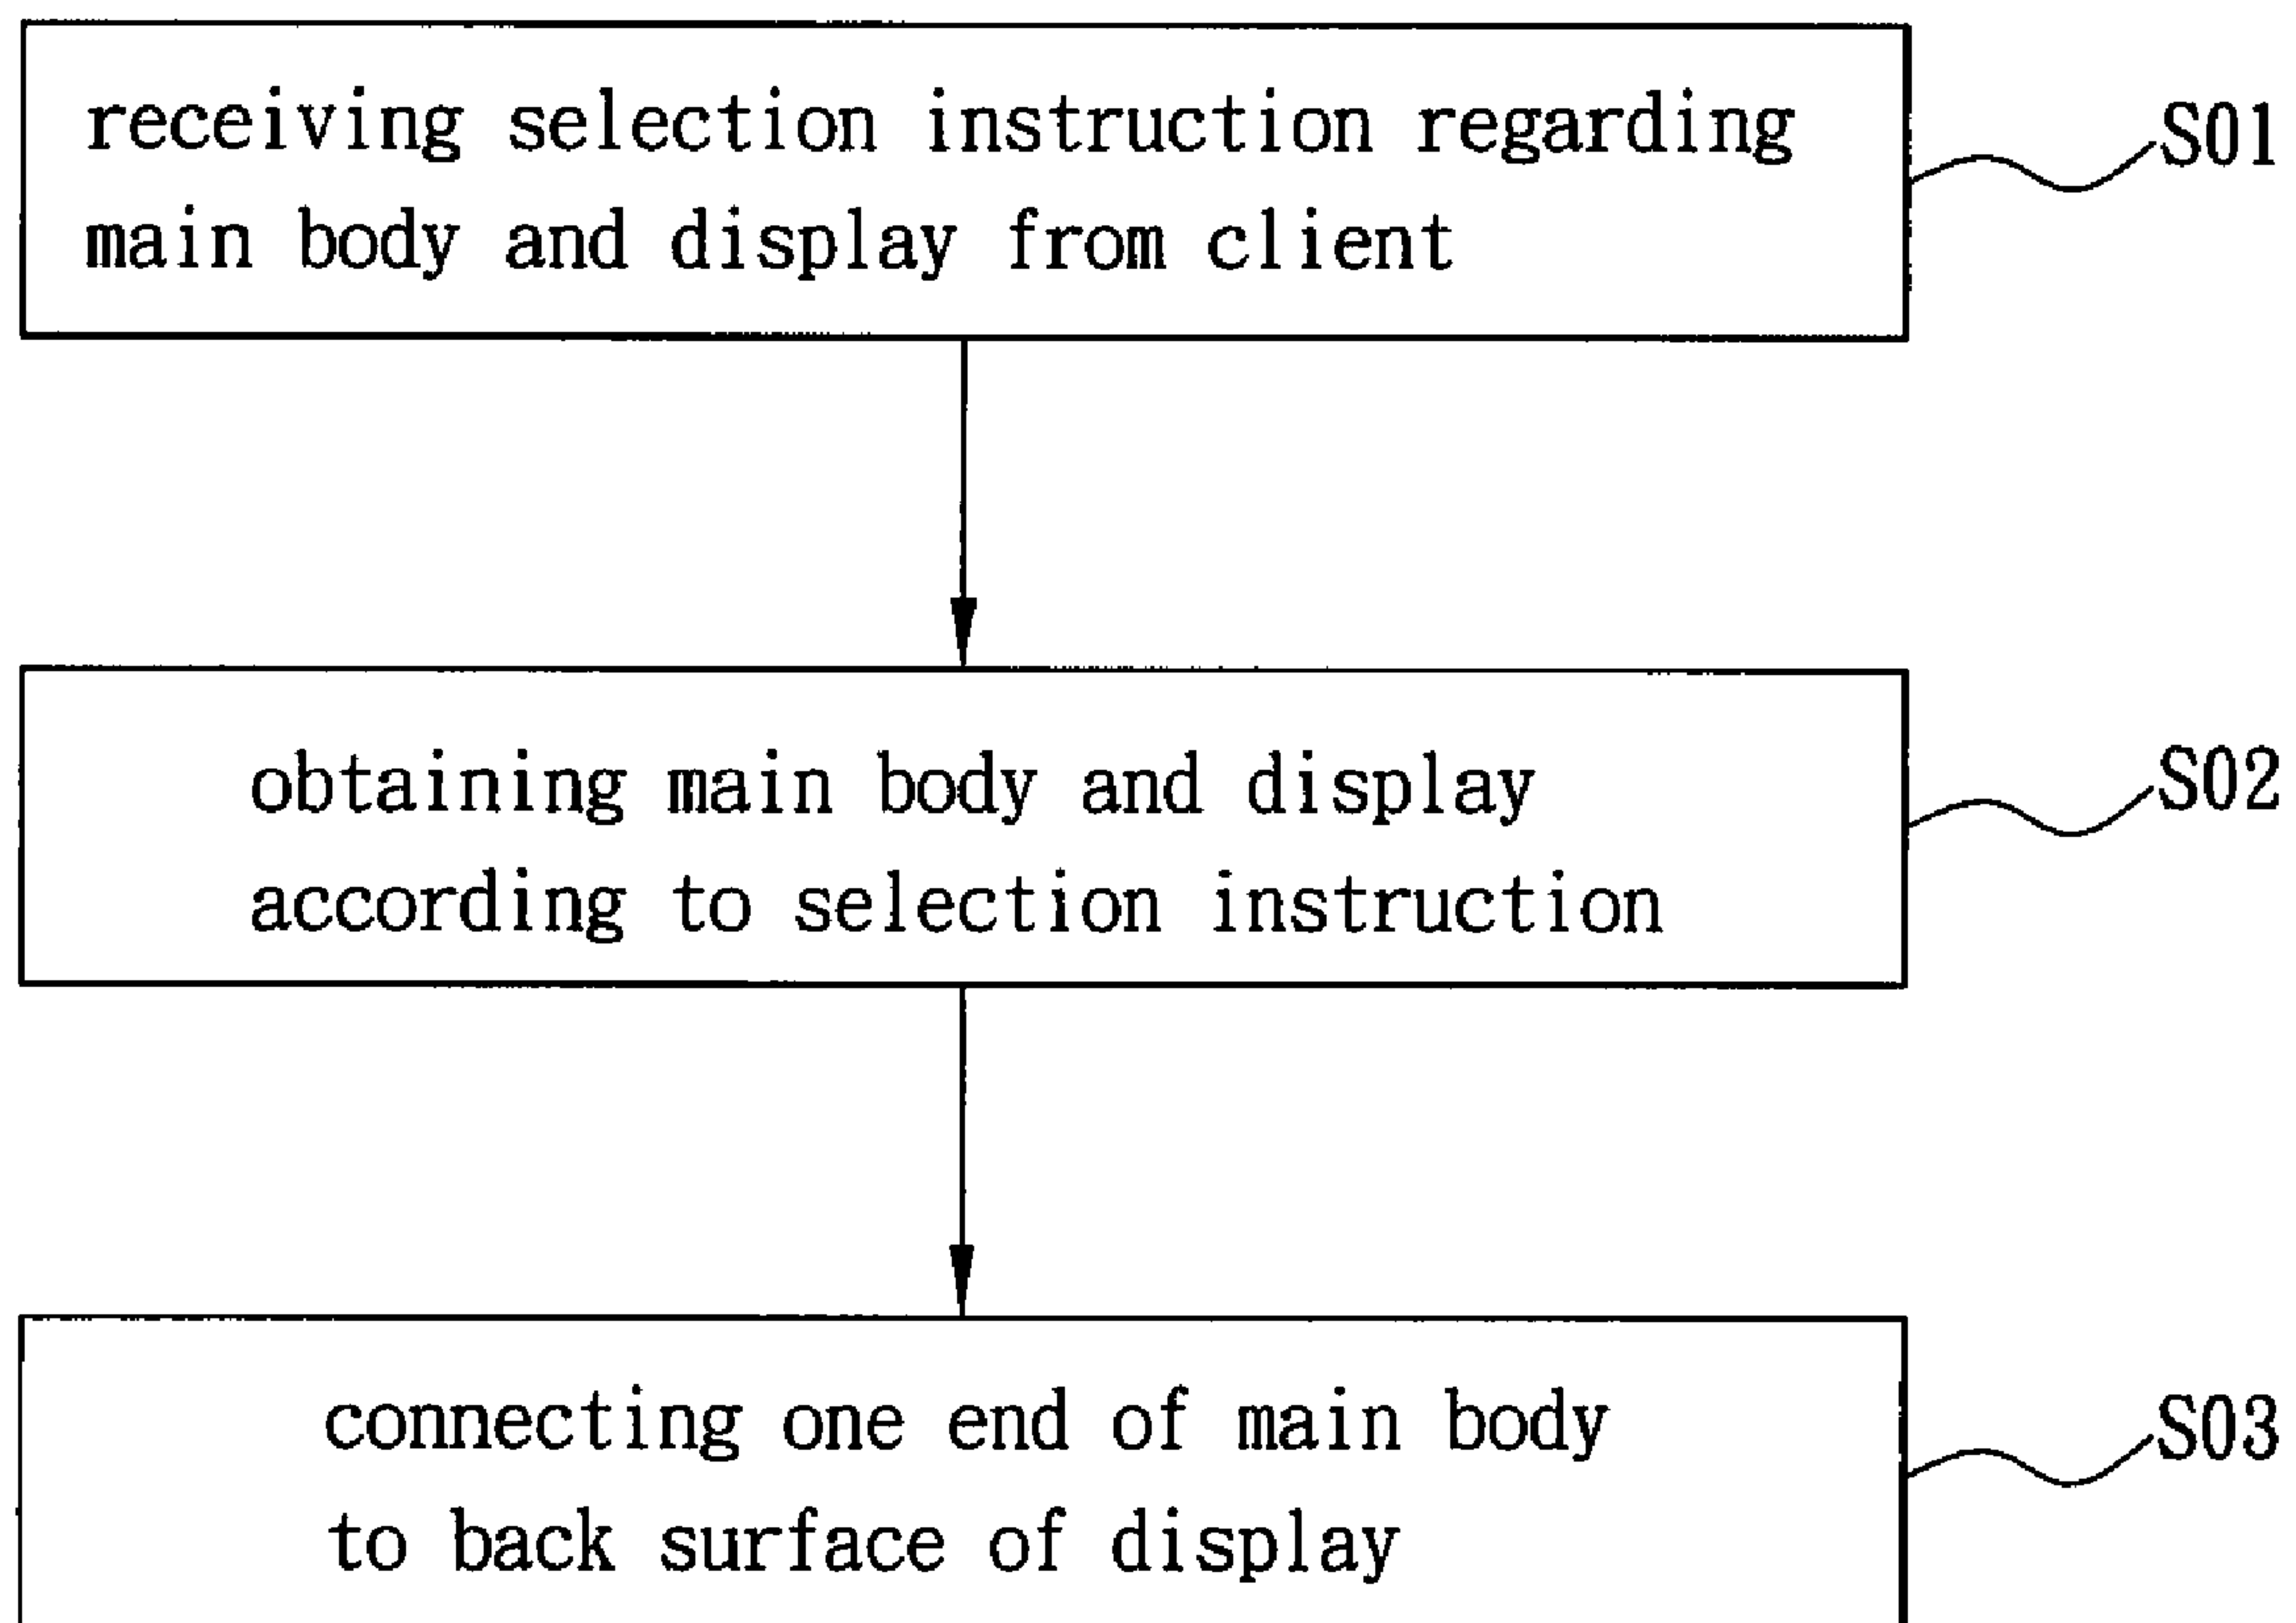 receiving selection instruction regarding
main body and display from client
S01
obtaining main body and display
according to selection instruction
S02
connecting one end of main body
to back surface of display
S03